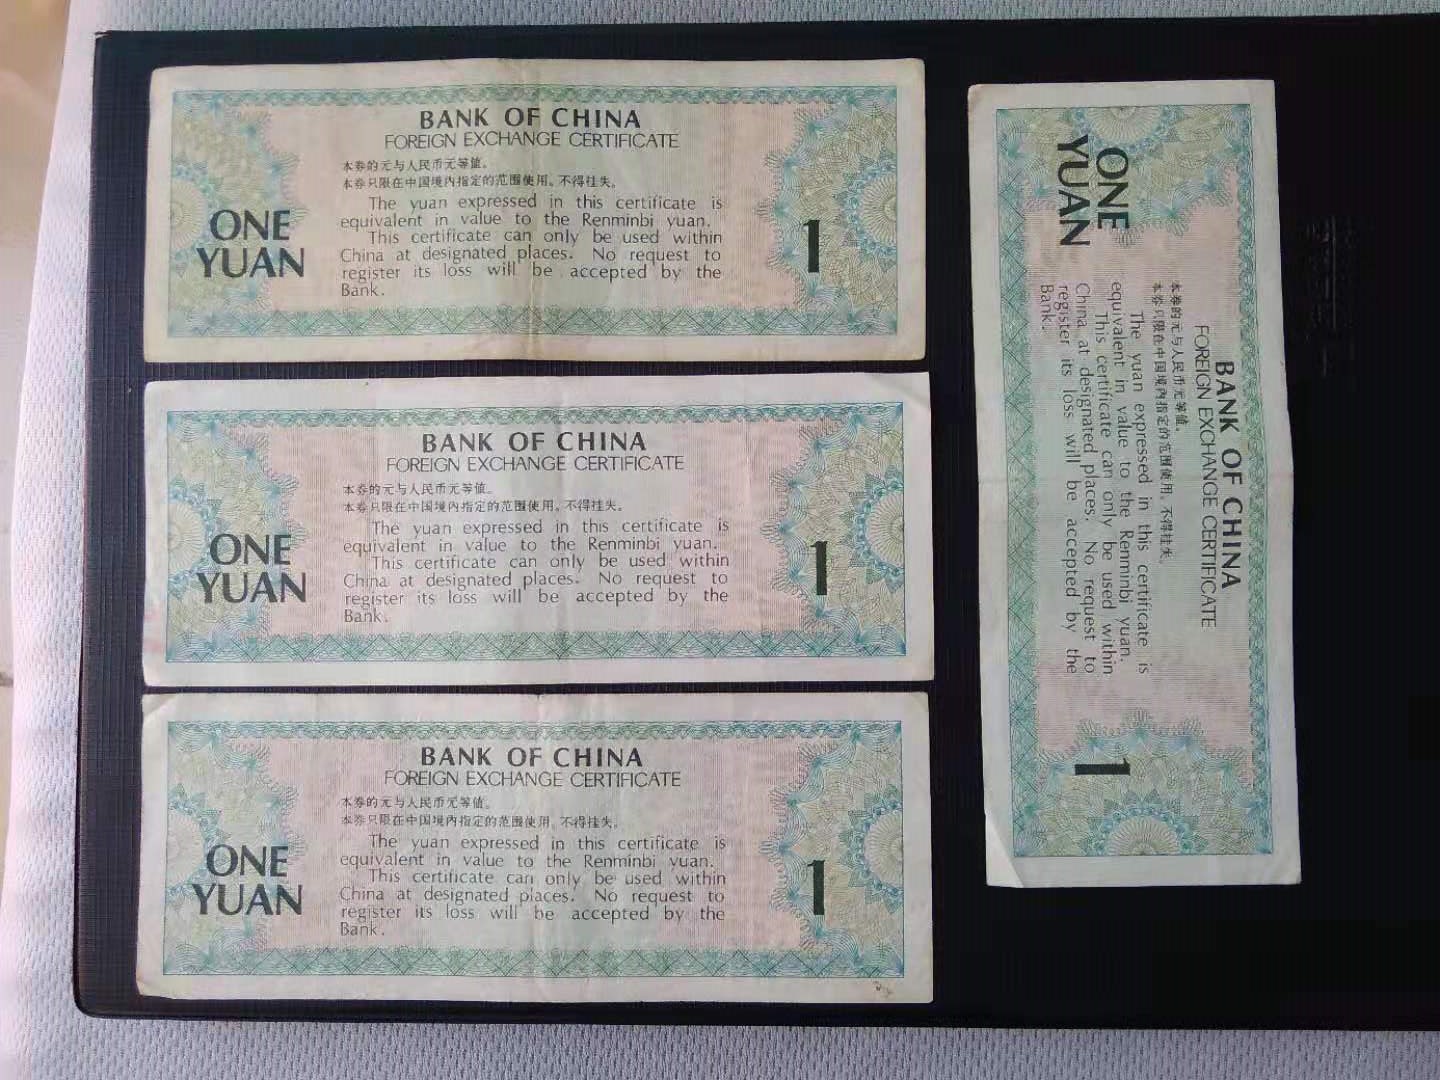 BANK OF CHINA
FOREIGN EXCHANGE CERTIFICATE
本券的元与人民币元等值。
本券只限在中国境内指定的范围使用，不得挂失。
The yuan expressed in this certificate is
equivalent in value to the Renminbi yuan.
This certificate can only be used within
China at designated places. No request to
register its loss will be accepted by the
Bank.
ONE
YUAN
1
BANK OF CHINA
FOREIGN EXCHANGE CERTIFICATE
本券的元与人民币元等值。
本券只限在中国境内指定的范围使用，不得挂失。
The yuan expressed in this certificate is
equivalent in value to the Renminbi yuan.
This certificate can only be used within
China at designated places. No request to
register its loss will be accepted by the
Bank.
ONE
YUAN
1
BANK OF CHINA
FOREIGN EXCHANGE CERTIFICATE
本券的元与人民币元等值。
本券只限在中国境内指定的范围使用，不得挂失。
The yuan expressed in this certificate is
equivalent in value to the Renminbi yuan.
This certificate can only be used within
China at designated places. No request to
register its loss will be accepted by the
Bank.
ONE
YUAN
1
BANK OF CHINA
FOREIGN EXCHANGE CERTIFICATE
本券的元与人民币元等值。
本券只限在中国境内指定的范围使用，不得挂失。
The yuan expressed in this certificate is
equivalent in value to the Renminbi yuan.
This certificate can only be used within
China at designated places. No request to
register its loss will be accepted by the
Bank.
ONE
YUAN
1